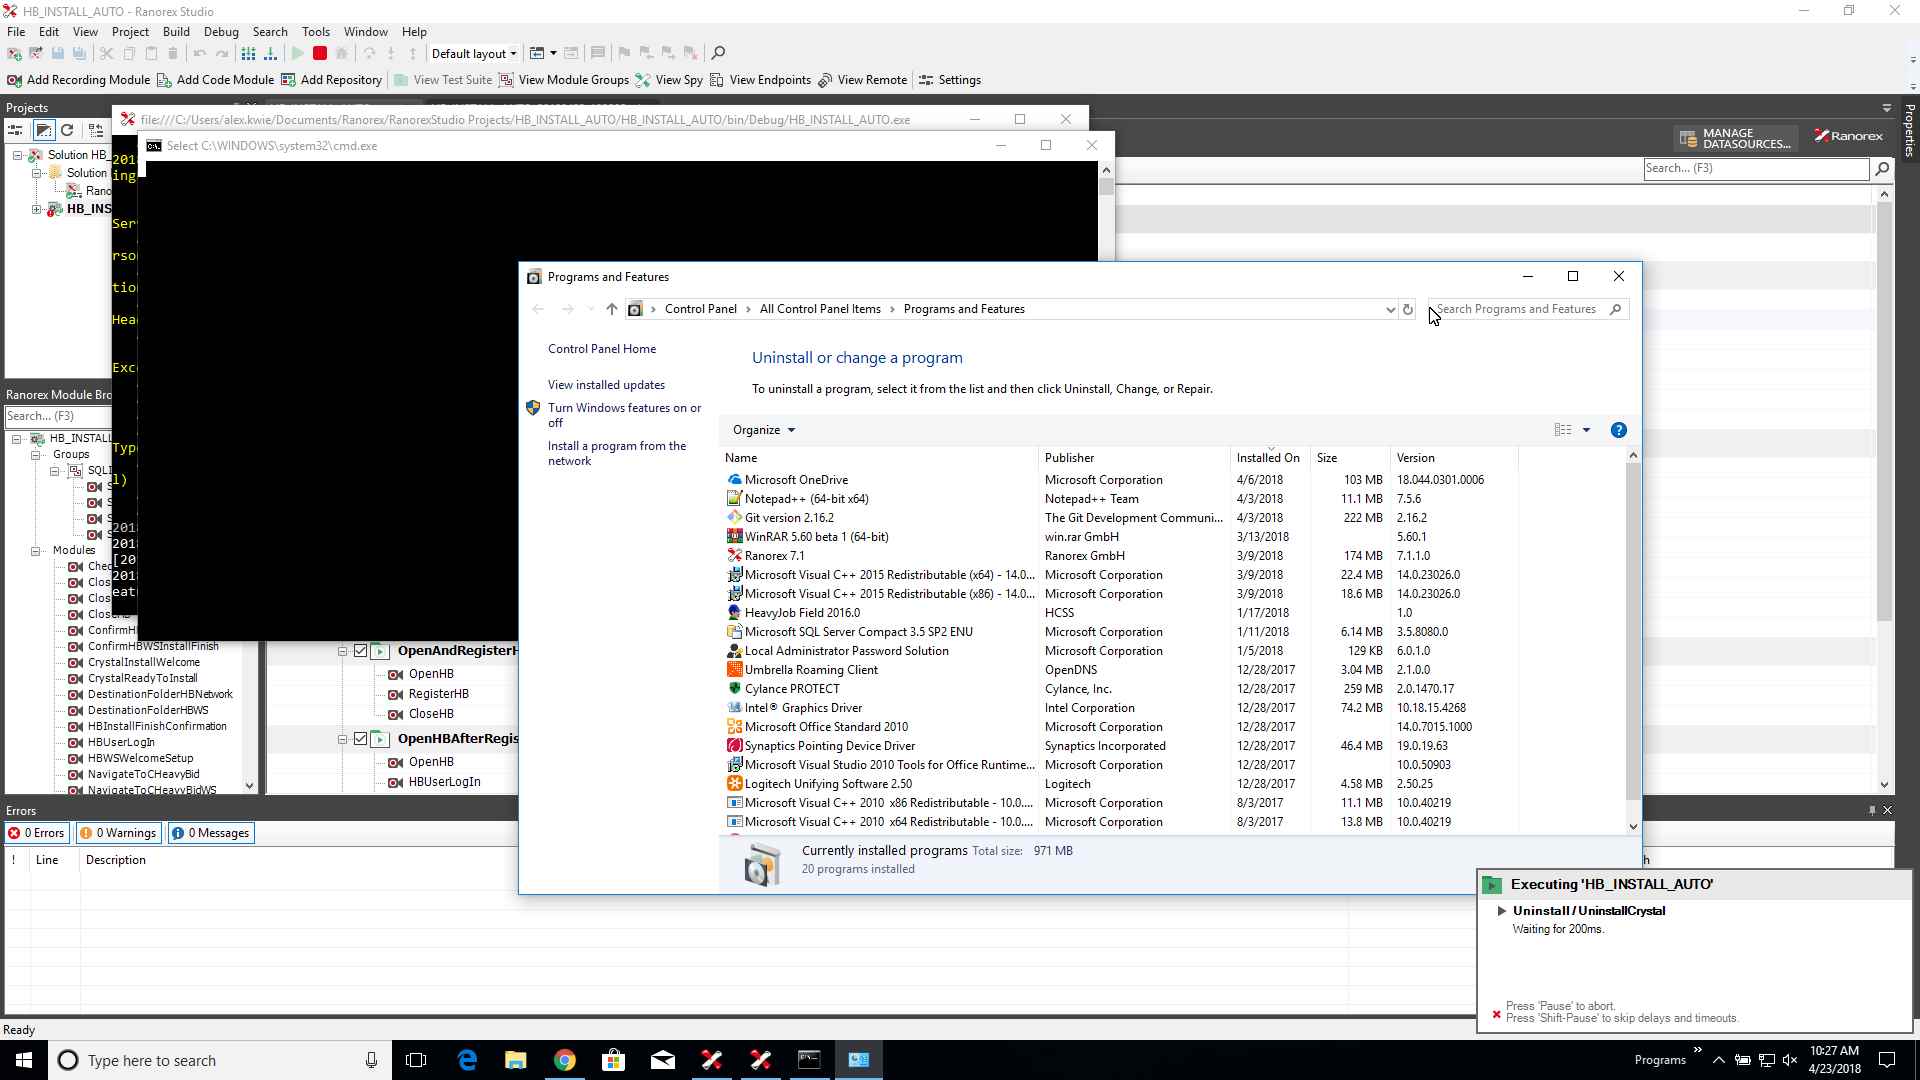 HB_INSTALL_AUTO - Ranorex Studio
File Edit View Project Build Debug Search Tools Window Help
Default layout
Add Recording Module Add Code Module Add Repository View Test Suite View Module Groups View Spy View Endpoints View Remote Settings
Projects
Properties
file:///C:/Users/alex.kwie/Documents/Ranorex/RanorexStudio Projects/HB_INSTALL_AUTO/HB_INSTALL_AUTO/bin/Debug/HB_INSTALL_AUTO.exe
MANAGE
DATASOURCES...
Ranorex
Select C:\WINDOWS\system32\cmd.exe
Search... (F3)
Solution HB_
Solution
Rano
HB_INS
2018
ing
Ser
rso
tio
Hea
Exc
Typ
l)
2018
2018
[20
2018
eat
Ranorex Module Bro
Search... (F3)
HB_INSTALL
Groups
SQLI
S
S
S
S
Modules
Chec
Clos
Clos
CloseHB
ConfirmHB
ConfirmHBWSInstallFinish
CrystalInstallWelcome
CrystalReadyToInstall
DestinationFolderHBNetwork
DestinationFolderHBWS
HBInstallFinishConfirmation
HBUserLogIn
HBWSWelcomeSetup
NavigateToCHeavyBid
NavigateToCHeavyBidWS
OpenAndRegisterH
OpenHB
RegisterHB
CloseHB
OpenHBAfterRegis
OpenHB
HBUserLogIn
Programs and Features
Control Panel All Control Panel Items Programs and Features
Search Programs and Features
Control Panel Home
View installed updates
Turn Windows features on or
off
Install a program from the
network
Uninstall or change a program
To uninstall a program, select it from the list and then click Uninstall, Change, or Repair.
Organize
Name Publisher Installed On Size Version
Microsoft OneDrive Microsoft Corporation 4/6/2018 103 MB 18.044.0301.0006
Notepad++ (64-bit x64) Notepad++ Team 4/3/2018 11.1 MB 7.5.6
Git version 2.16.2 The Git Development Communi... 4/3/2018 222 MB 2.16.2
WinRAR 5.60 beta 1 (64-bit) win.rar GmbH 3/13/2018 5.60.1
Ranorex 7.1 Ranorex GmbH 3/9/2018 174 MB 7.1.1.0
Microsoft Visual C++ 2015 Redistributable (x64) - 14.0... Microsoft Corporation 3/9/2018 22.4 MB 14.0.23026.0
Microsoft Visual C++ 2015 Redistributable (x86) - 14.0... Microsoft Corporation 3/9/2018 18.6 MB 14.0.23026.0
HeavyJob Field 2016.0 HCSS 1/17/2018 1.0
Microsoft SQL Server Compact 3.5 SP2 ENU Microsoft Corporation 1/11/2018 6.14 MB 3.5.8080.0
Local Administrator Password Solution Microsoft Corporation 1/5/2018 129 KB 6.0.1.0
Umbrella Roaming Client OpenDNS 12/28/2017 3.04 MB 2.1.0.0
Cylance PROTECT Cylance, Inc. 12/28/2017 259 MB 2.0.1470.17
Intel® Graphics Driver Intel Corporation 12/28/2017 74.2 MB 10.18.15.4268
Microsoft Office Standard 2010 Microsoft Corporation 12/28/2017 14.0.7015.1000
Synaptics Pointing Device Driver Synaptics Incorporated 12/28/2017 46.4 MB 19.0.19.63
Microsoft Visual Studio 2010 Tools for Office Runtime... Microsoft Corporation 12/28/2017 10.0.50903
Logitech Unifying Software 2.50 Logitech 12/28/2017 4.58 MB 2.50.25
Microsoft Visual C++ 2010 x86 Redistributable - 10.0.... Microsoft Corporation 8/3/2017 11.1 MB 10.0.40219
Microsoft Visual C++ 2010 x64 Redistributable - 10.0.... Microsoft Corporation 8/3/2017 13.8 MB 10.0.40219
Currently installed programs Total size: 971 MB
20 programs installed
Errors
0 Errors 0 Warnings 0 Messages
! Line Description
h
Executing 'HB_INSTALL_AUTO'
Uninstall / UninstallCrystal
Waiting for 200ms.
Press 'Pause' to abort.
Press 'Shift-Pause' to skip delays and timeouts.
Ready
Type here to search
Programs
10:27 AM
4/23/2018